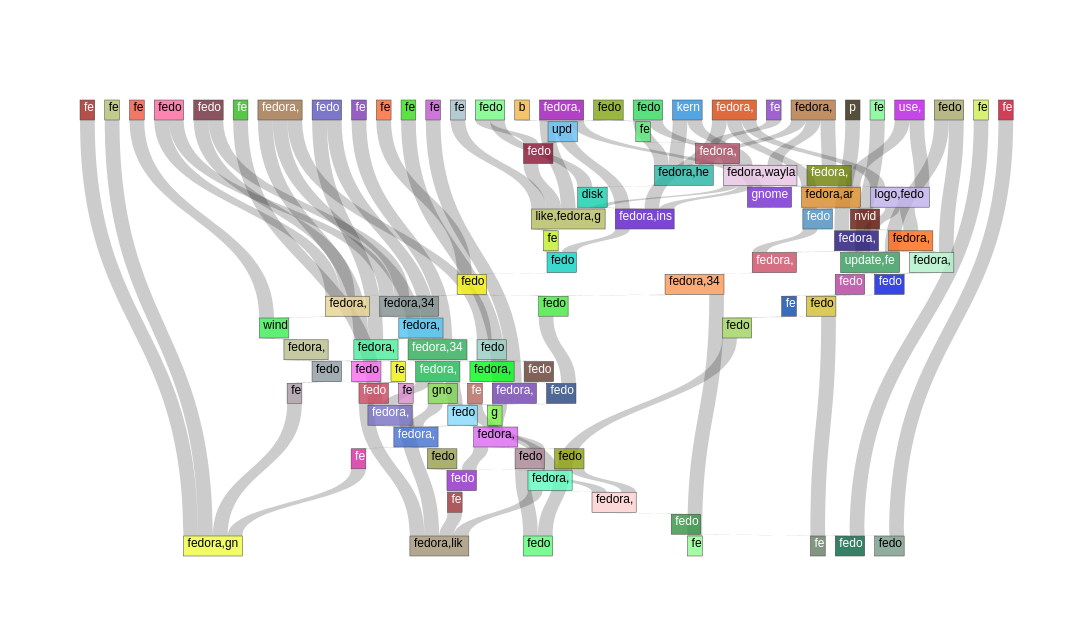 fe fe fe fedo fedo fe fedora, fedo fe fe fe fe fe fedo b fedora, fedo fedo kern fedora, fe fedora, p fe use, fedo fe fe
upd fe
fedo fedora,
fedora,he fedora,wayla fedora,
disk gnome fedora,ar logo,fedo
like,fedora,g fedora,ins fedo nvid
fe fedora, fedora,
fedo fedora, update,fe fedora,
fedo fedora,34 fedo fedo
fedora, fedora,34 fedo fe fedo
wind fedora, fedo
fedora, fedora, fedora,34 fedo
fedo fedo fe fedora, fedora, fedo
fe fedo fe gno fe fedora, fedo
fedora, fedo g
fedora, fedora,
fe fedo fedo fedo
fedo fedora,
fe fedora,
fedo
fedora,gn fedora,lik fedo fe fe fedo fedo